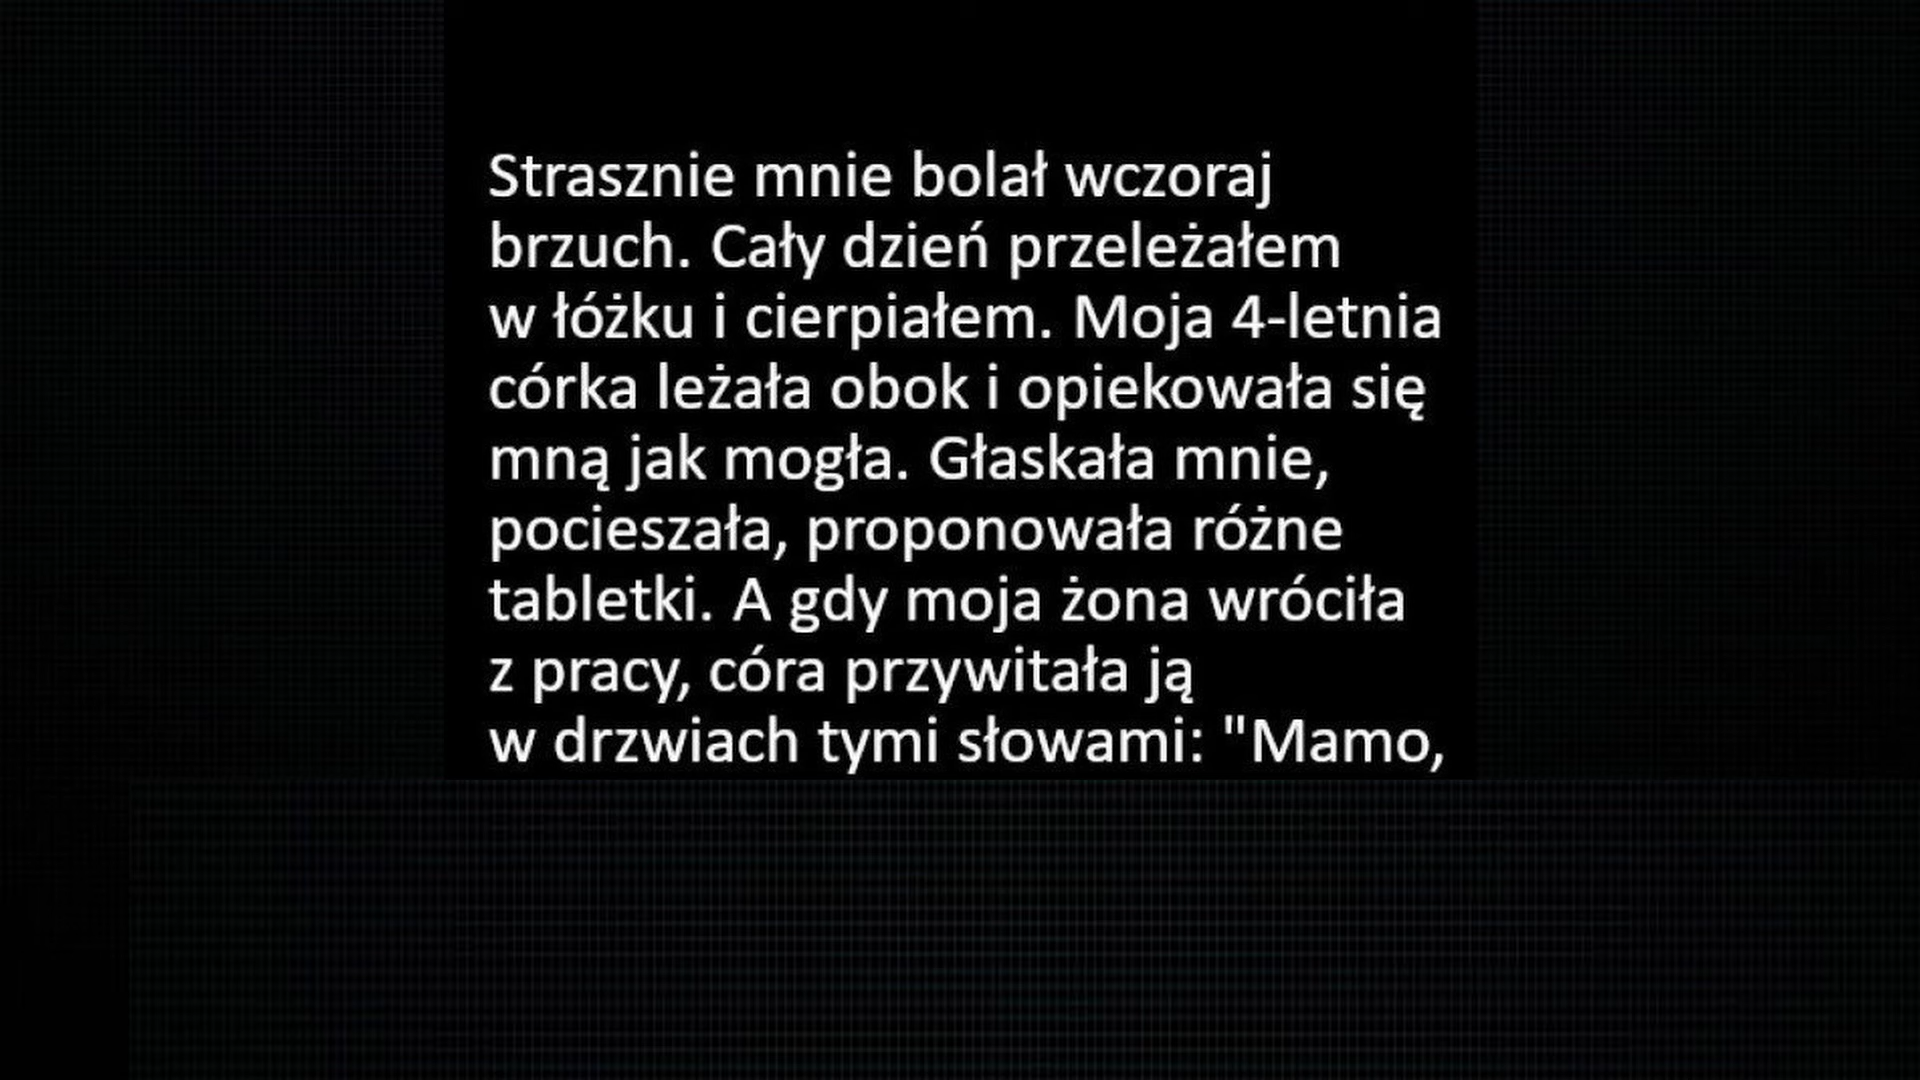 Strasznie mnie bolał wczoraj
brzuch. Cały dzień przeleżałem
w łóżku i cierpiałem. Moja 4-letnia
córka leżała obok i opiekowała się
mną jak mogła. Głaskała mnie,
pocieszała, proponowała różne
tabletki. A gdy moja żona wróciła
z pracy, córa przywitała ją
w drzwiach tymi słowami: "Mamo,